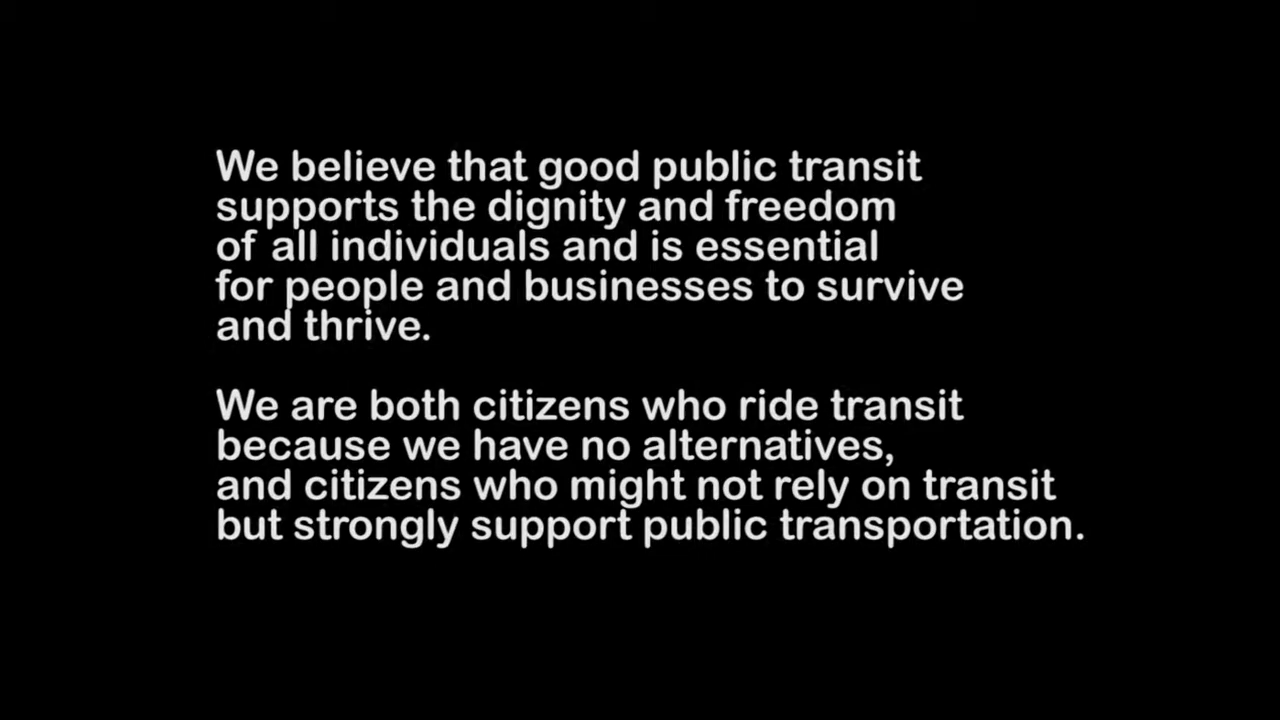 We believe that good public transit
supports the dignity and freedom
of all individuals and is essential
for people and businesses to survive
and thrive.
We are both citizens who ride transit
because we have no alternatives,
and citizens who might not rely on transit
but strongly support public transportation.